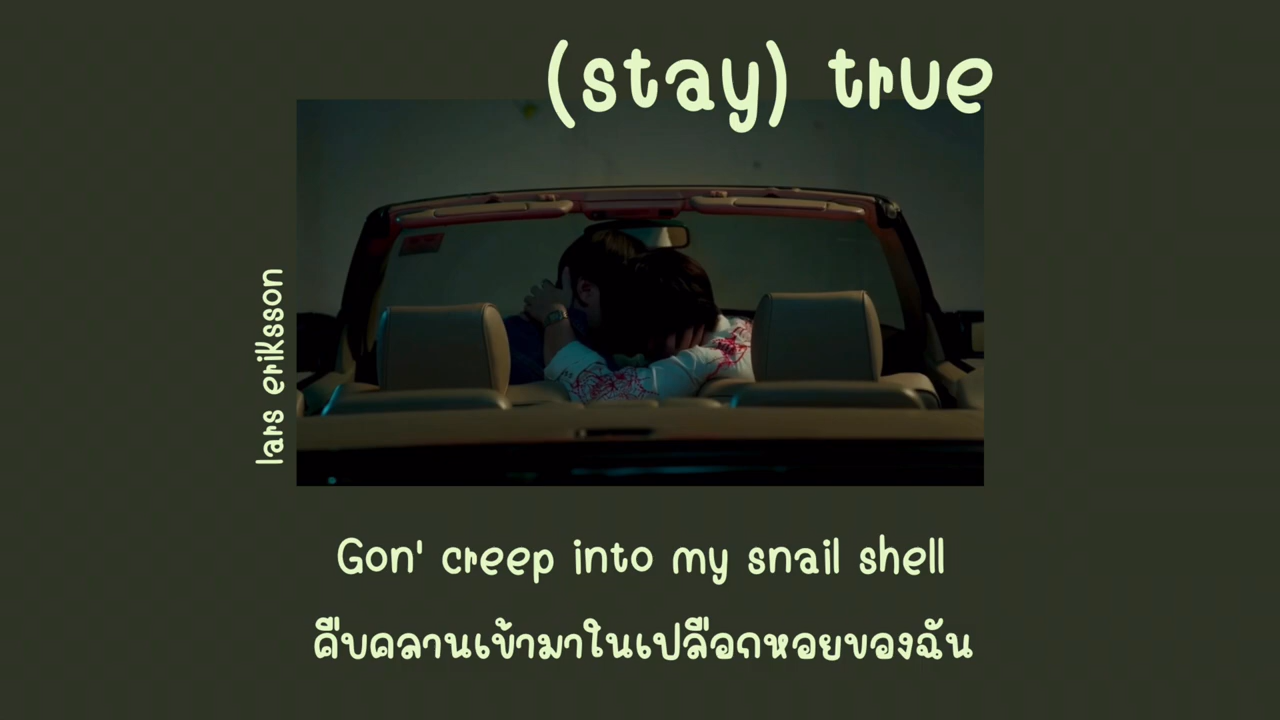 (stay) true
lars eriksson
Gon' creep into my snail shell
คืบคลานเข้ามาในเปลือกหอยของฉัน